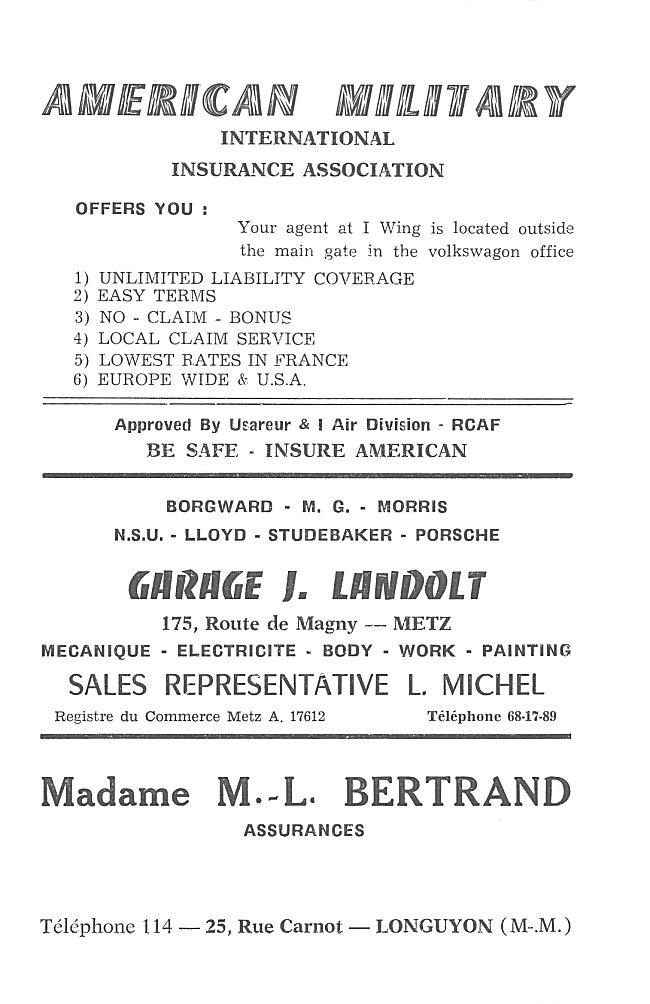 AMERICAN MILITARY
INTERNATIONAL
INSURANCE ASSOCIATION
OFFERS YOU :
Your agent at I Wing is located outside
the main gate in the volkswagon office
1) UNLIMITED LIABILITY COVERAGE
2) EASY TERMS
3) NO - CLAIM - BONUS
4) LOCAL CLAIM SERVICE
5) LOWEST RATES IN FRANCE
6) EUROPE WIDE & U.S.A.
Approved By Usareur & I Air Division - RCAF
BE SAFE - INSURE AMERICAN
BORGWARD - M. G. - MORRIS
N.S.U. - LLOYD - STUDEBAKER - PORSCHE
GARAGE J. LANDOLT
175, Route de Magny — METZ
MECANIQUE - ELECTRICITE - BODY - WORK - PAINTING
SALES REPRESENTATIVE L. MICHEL
Registre du Commerce Metz A. 17612 Téléphone 68-17-89
Madame M.-L. BERTRAND
ASSURANCES
Téléphone 114 — 25, Rue Carnot — LONGUYON (M-.M.)